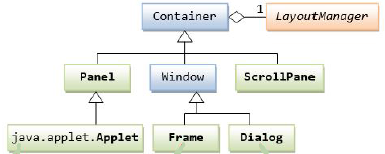 Container
1
LayoutManager
Panel
Window
ScrollPane
java.applet.Applet
Frame
Dialog